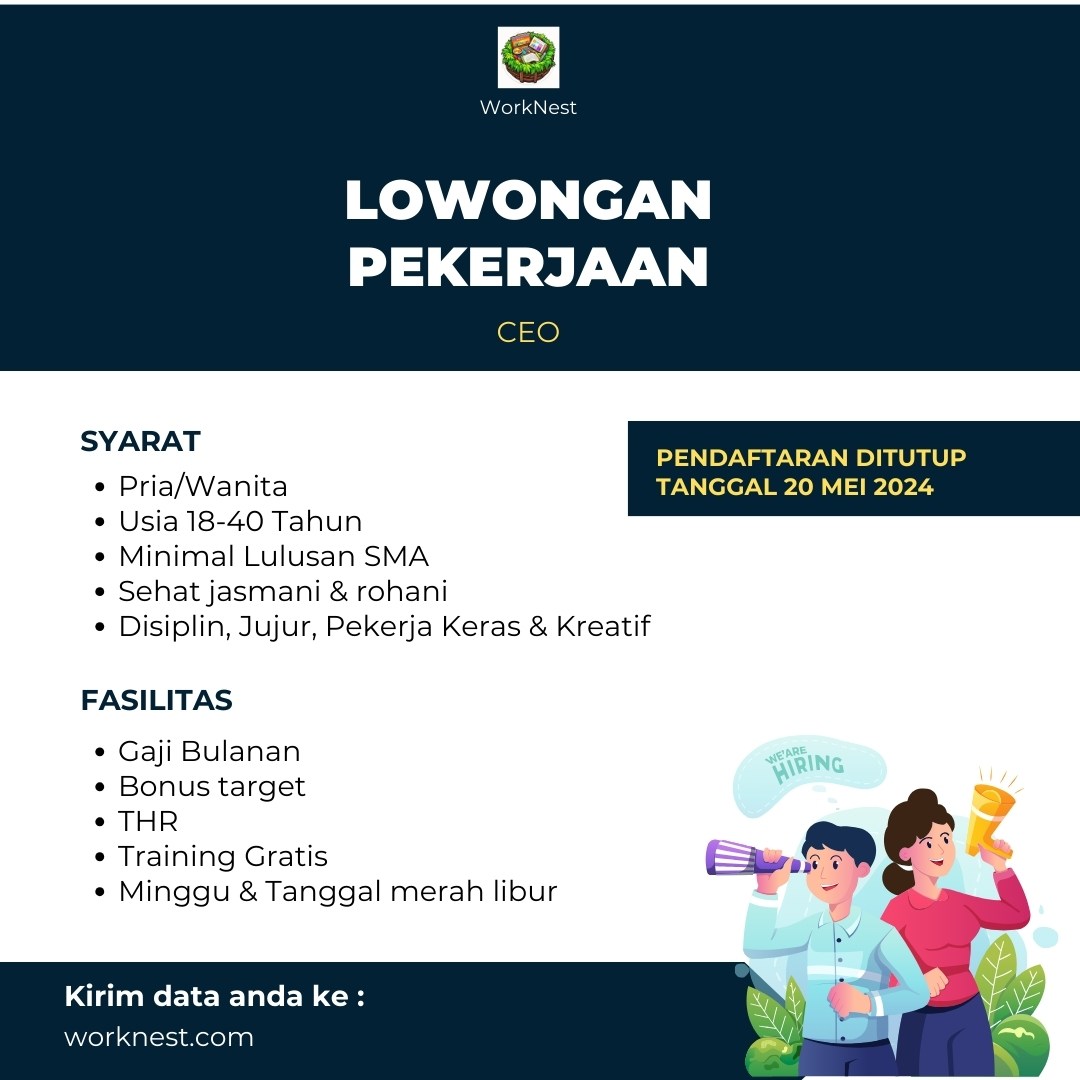 WorkNest
LOWONGAN
PEKERJAAN
CEO
SYARAT
• Pria/Wanita
• Usia 18-40 Tahun
• Minimal Lulusan SMA
• Sehat jasmani & rohani
• Disiplin, Jujur, Pekerja Keras & Kreatif
PENDAFTARAN DITUTUP
TANGGAL 20 MEI 2024
FASILITAS
• Gaji Bulanan
• Bonus target
• THR
• Training Gratis
• Minggu & Tanggal merah libur
WE'ARE
HIRING
Kirim data anda ke :
worknest.com